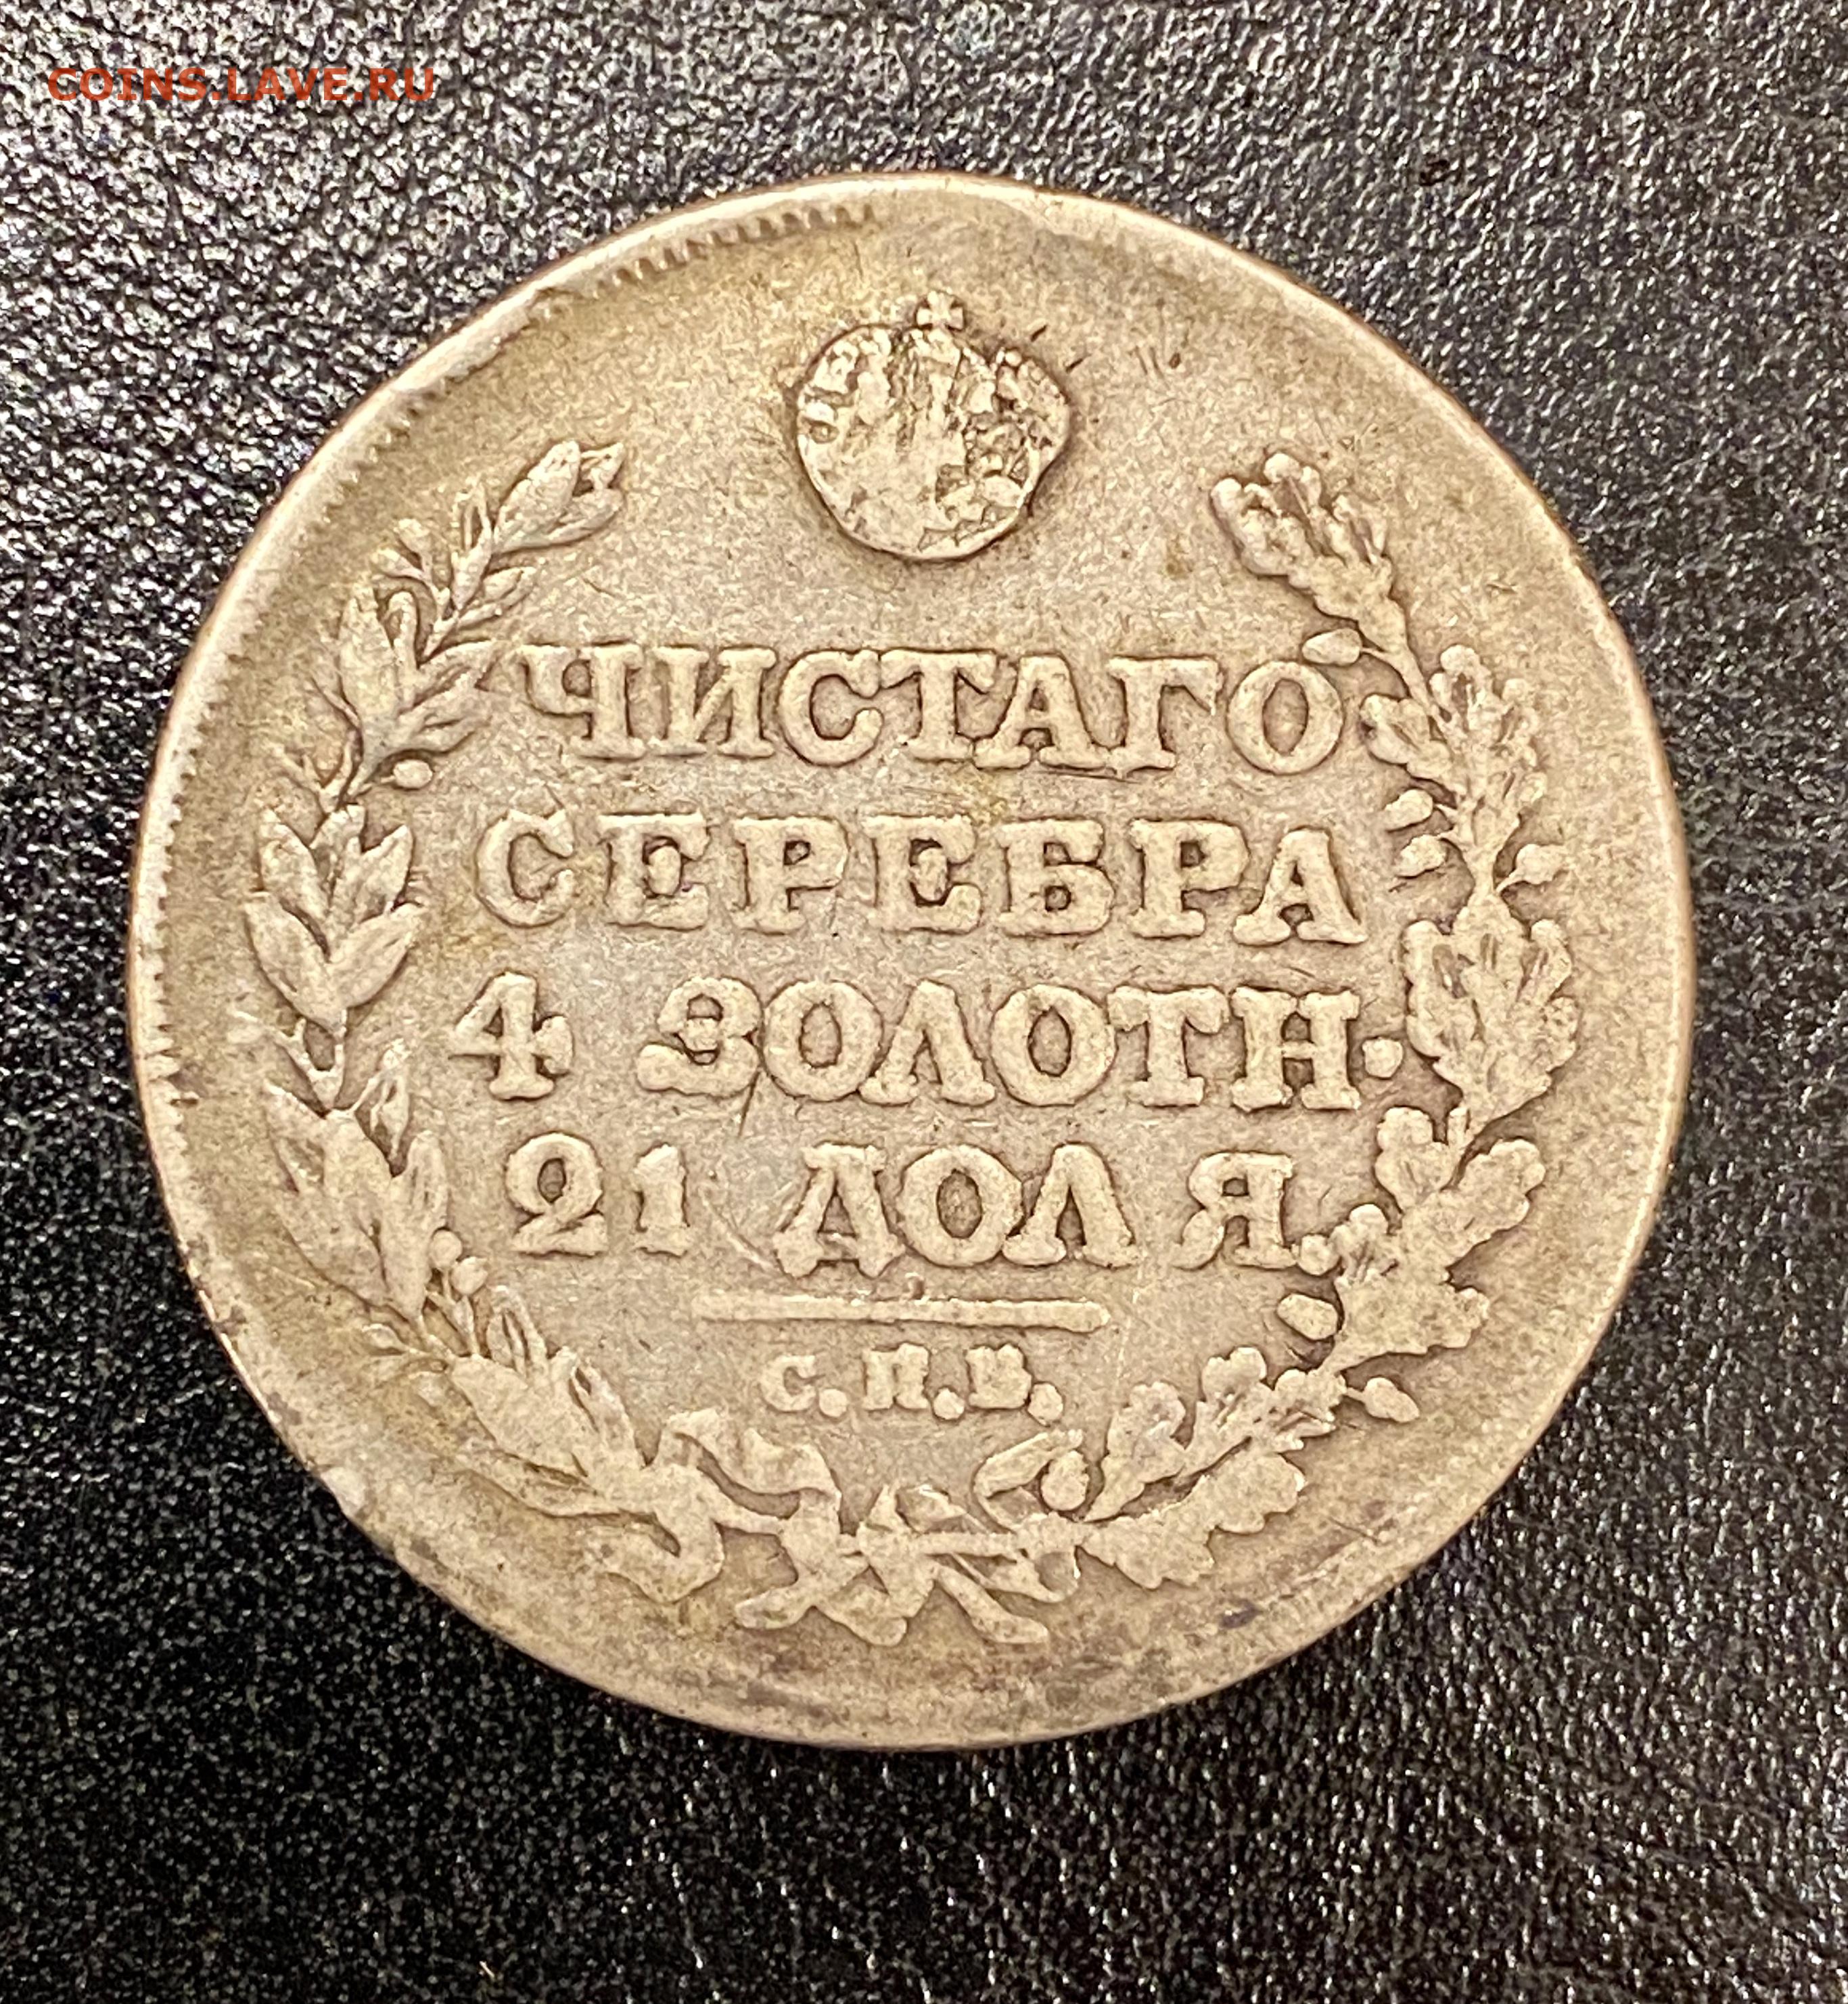 COINS.LAVE.RU
ЧИСТАГО
СЕРЕБРА
4 ЗОЛОТН.
21 ДОЛЯ.
С.П.Б.